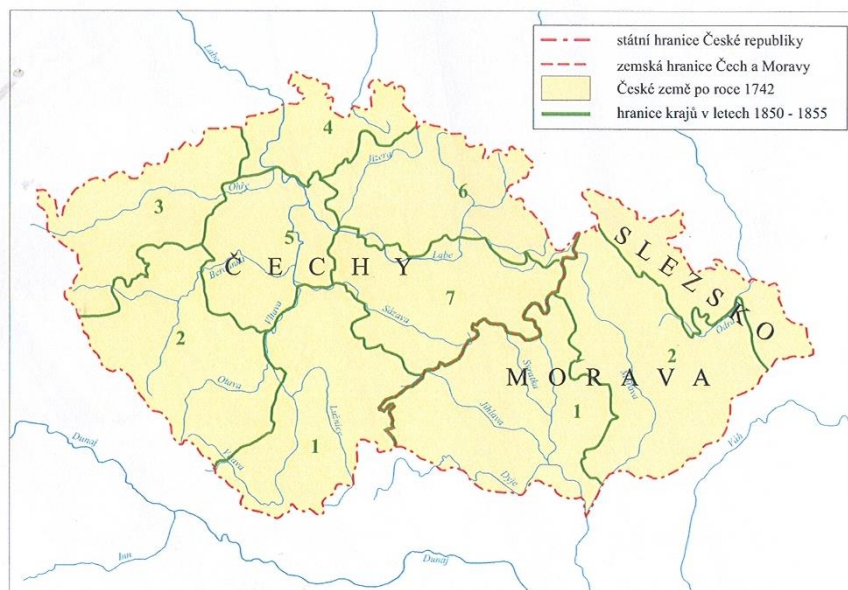 státní hranice České republiky
zemská hranice Čech a Moravy
České země po roce 1742
hranice krajů v letech 1850 - 1855
Labe
4
Jizera
Ohře
3
6
5
Labe
ČECHY
Berounka
SLEZSKO
7
Vltava
Sázava
2
2
Odra
Svratka
MORAVA
Morava
Otava
Lužnice
Jihlava
1
1
Vltava
Dyje
Dunaj
Váh
Inn
Dunaj